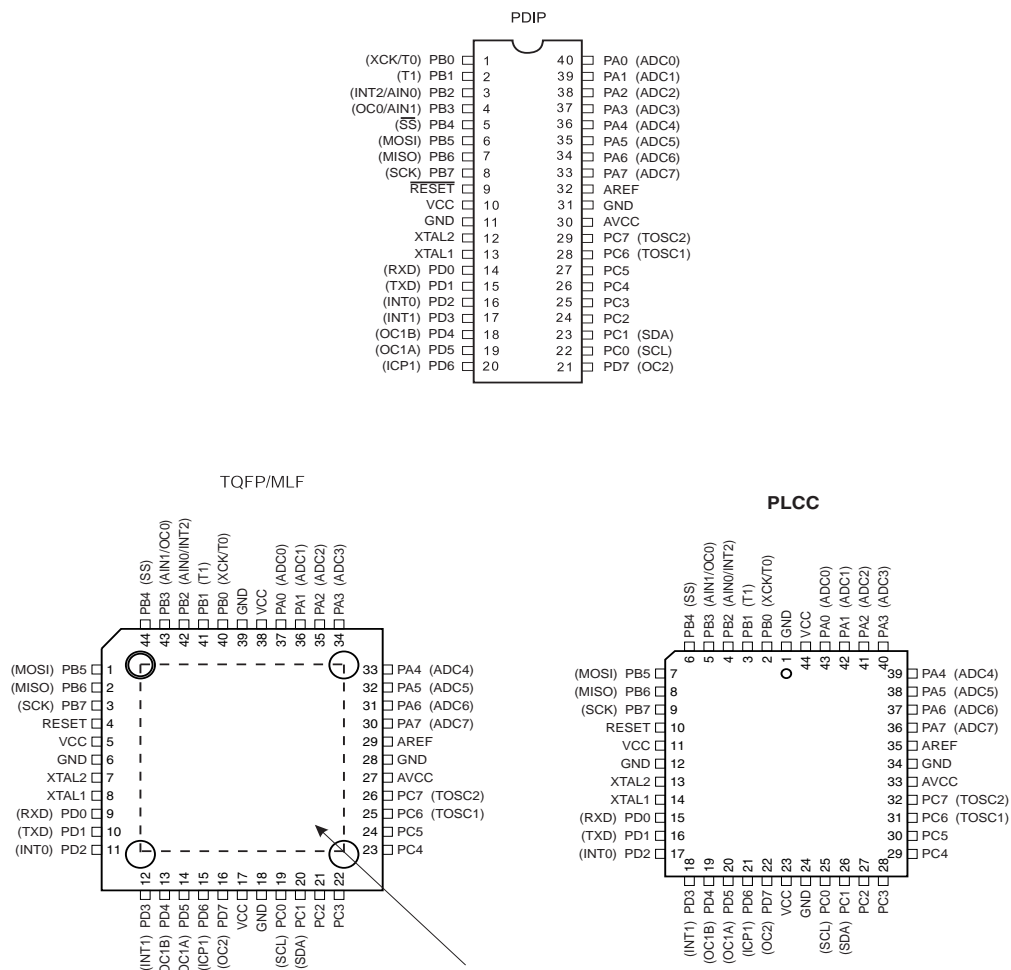 PDIP
(XCK/T0) PB0 1 40 PA0 (ADC0)
(T1) PB1 2 39 PA1 (ADC1)
(INT2/AIN0) PB2 3 38 PA2 (ADC2)
(OC0/AIN1) PB3 4 37 PA3 (ADC3)
(SS) PB4 5 36 PA4 (ADC4)
(MOSI) PB5 6 35 PA5 (ADC5)
(MISO) PB6 7 34 PA6 (ADC6)
(SCK) PB7 8 33 PA7 (ADC7)
RESET 9 32 AREF
VCC 10 31 GND
GND 11 30 AVCC
XTAL2 12 29 PC7 (TOSC2)
XTAL1 13 28 PC6 (TOSC1)
(RXD) PD0 14 27 PC5
(TXD) PD1 15 26 PC4
(INT0) PD2 16 25 PC3
(INT1) PD3 17 24 PC2
(OC1B) PD4 18 23 PC1 (SDA)
(OC1A) PD5 19 22 PC0 (SCL)
(ICP1) PD6 20 21 PD7 (OC2)
TQFP/MLF
PB4 (SS)
PB3 (AIN1/OC0)
PB2 (AIN0/INT2)
PB1 (T1)
PB0 (XCK/T0)
GND
VCC
PA0 (ADC0)
PA1 (ADC1)
PA2 (ADC2)
PA3 (ADC3)
44 43 42 41 40 39 38 37 36 35 34
(MOSI) PB5 1 33 PA4 (ADC4)
(MISO) PB6 2 32 PA5 (ADC5)
(SCK) PB7 3 31 PA6 (ADC6)
RESET 4 30 PA7 (ADC7)
VCC 5 29 AREF
GND 6 28 GND
XTAL2 7 27 AVCC
XTAL1 8 26 PC7 (TOSC2)
(RXD) PD0 9 25 PC6 (TOSC1)
(TXD) PD1 10 24 PC5
(INT0) PD2 11 23 PC4
12 13 14 15 16 17 18 19 20 21 22
(INT1) PD3
OC1B) PD4
OC1A) PD5
(ICP1) PD6
(OC2) PD7
VCC
GND
(SCL) PC0
(SDA) PC1
PC2
PC3
PLCC
PB4 (SS)
PB3 (AIN1/OC0)
PB2 (AIN0/INT2)
PB1 (T1)
PB0 (XCK/T0)
GND
VCC
PA0 (ADC0)
PA1 (ADC1)
PA2 (ADC2)
PA3 (ADC3)
6 5 4 3 2 1 44 43 42 41 40
(MOSI) PB5 7 39 PA4 (ADC4)
(MISO) PB6 8 38 PA5 (ADC5)
(SCK) PB7 9 37 PA6 (ADC6)
RESET 10 36 PA7 (ADC7)
VCC 11 35 AREF
GND 12 34 GND
XTAL2 13 33 AVCC
XTAL1 14 32 PC7 (TOSC2)
(RXD) PD0 15 31 PC6 (TOSC1)
(TXD) PD1 16 30 PC5
(INT0) PD2 17 29 PC4
18 19 20 21 22 23 24 25 26 27 28
(INT1) PD3
(OC1B) PD4
(OC1A) PD5
(ICP1) PD6
(OC2) PD7
VCC
GND
(SCL) PC0
(SDA) PC1
PC2
PC3